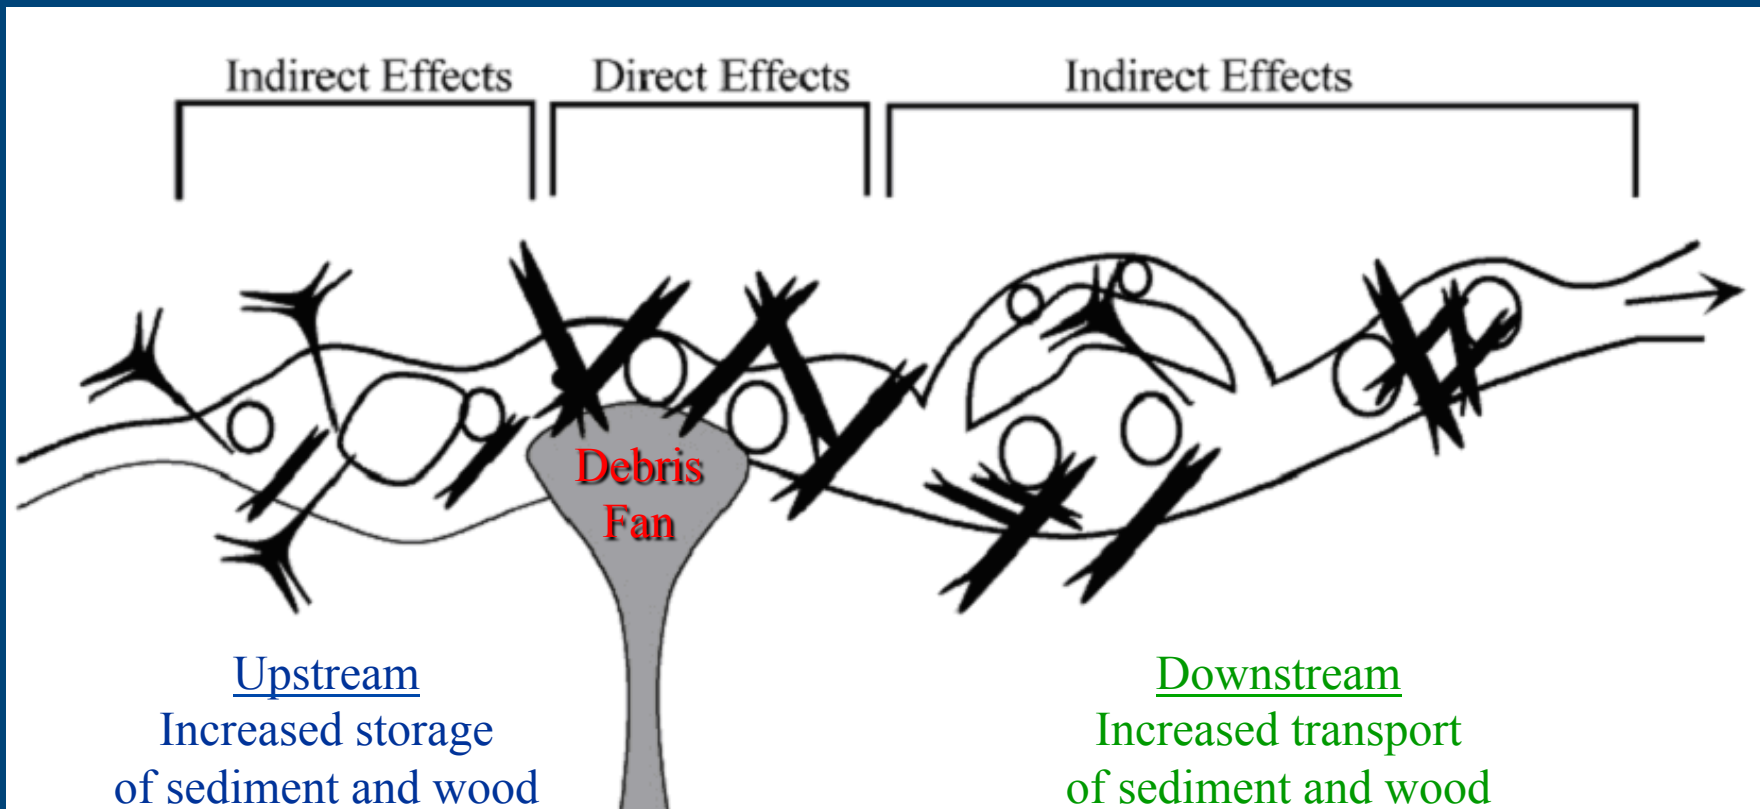 Indirect Effects
Direct Effects
Indirect Effects
Debris
Fan
Upstream
Increased storage
of sediment and wood
Downstream
Increased transport
of sediment and wood